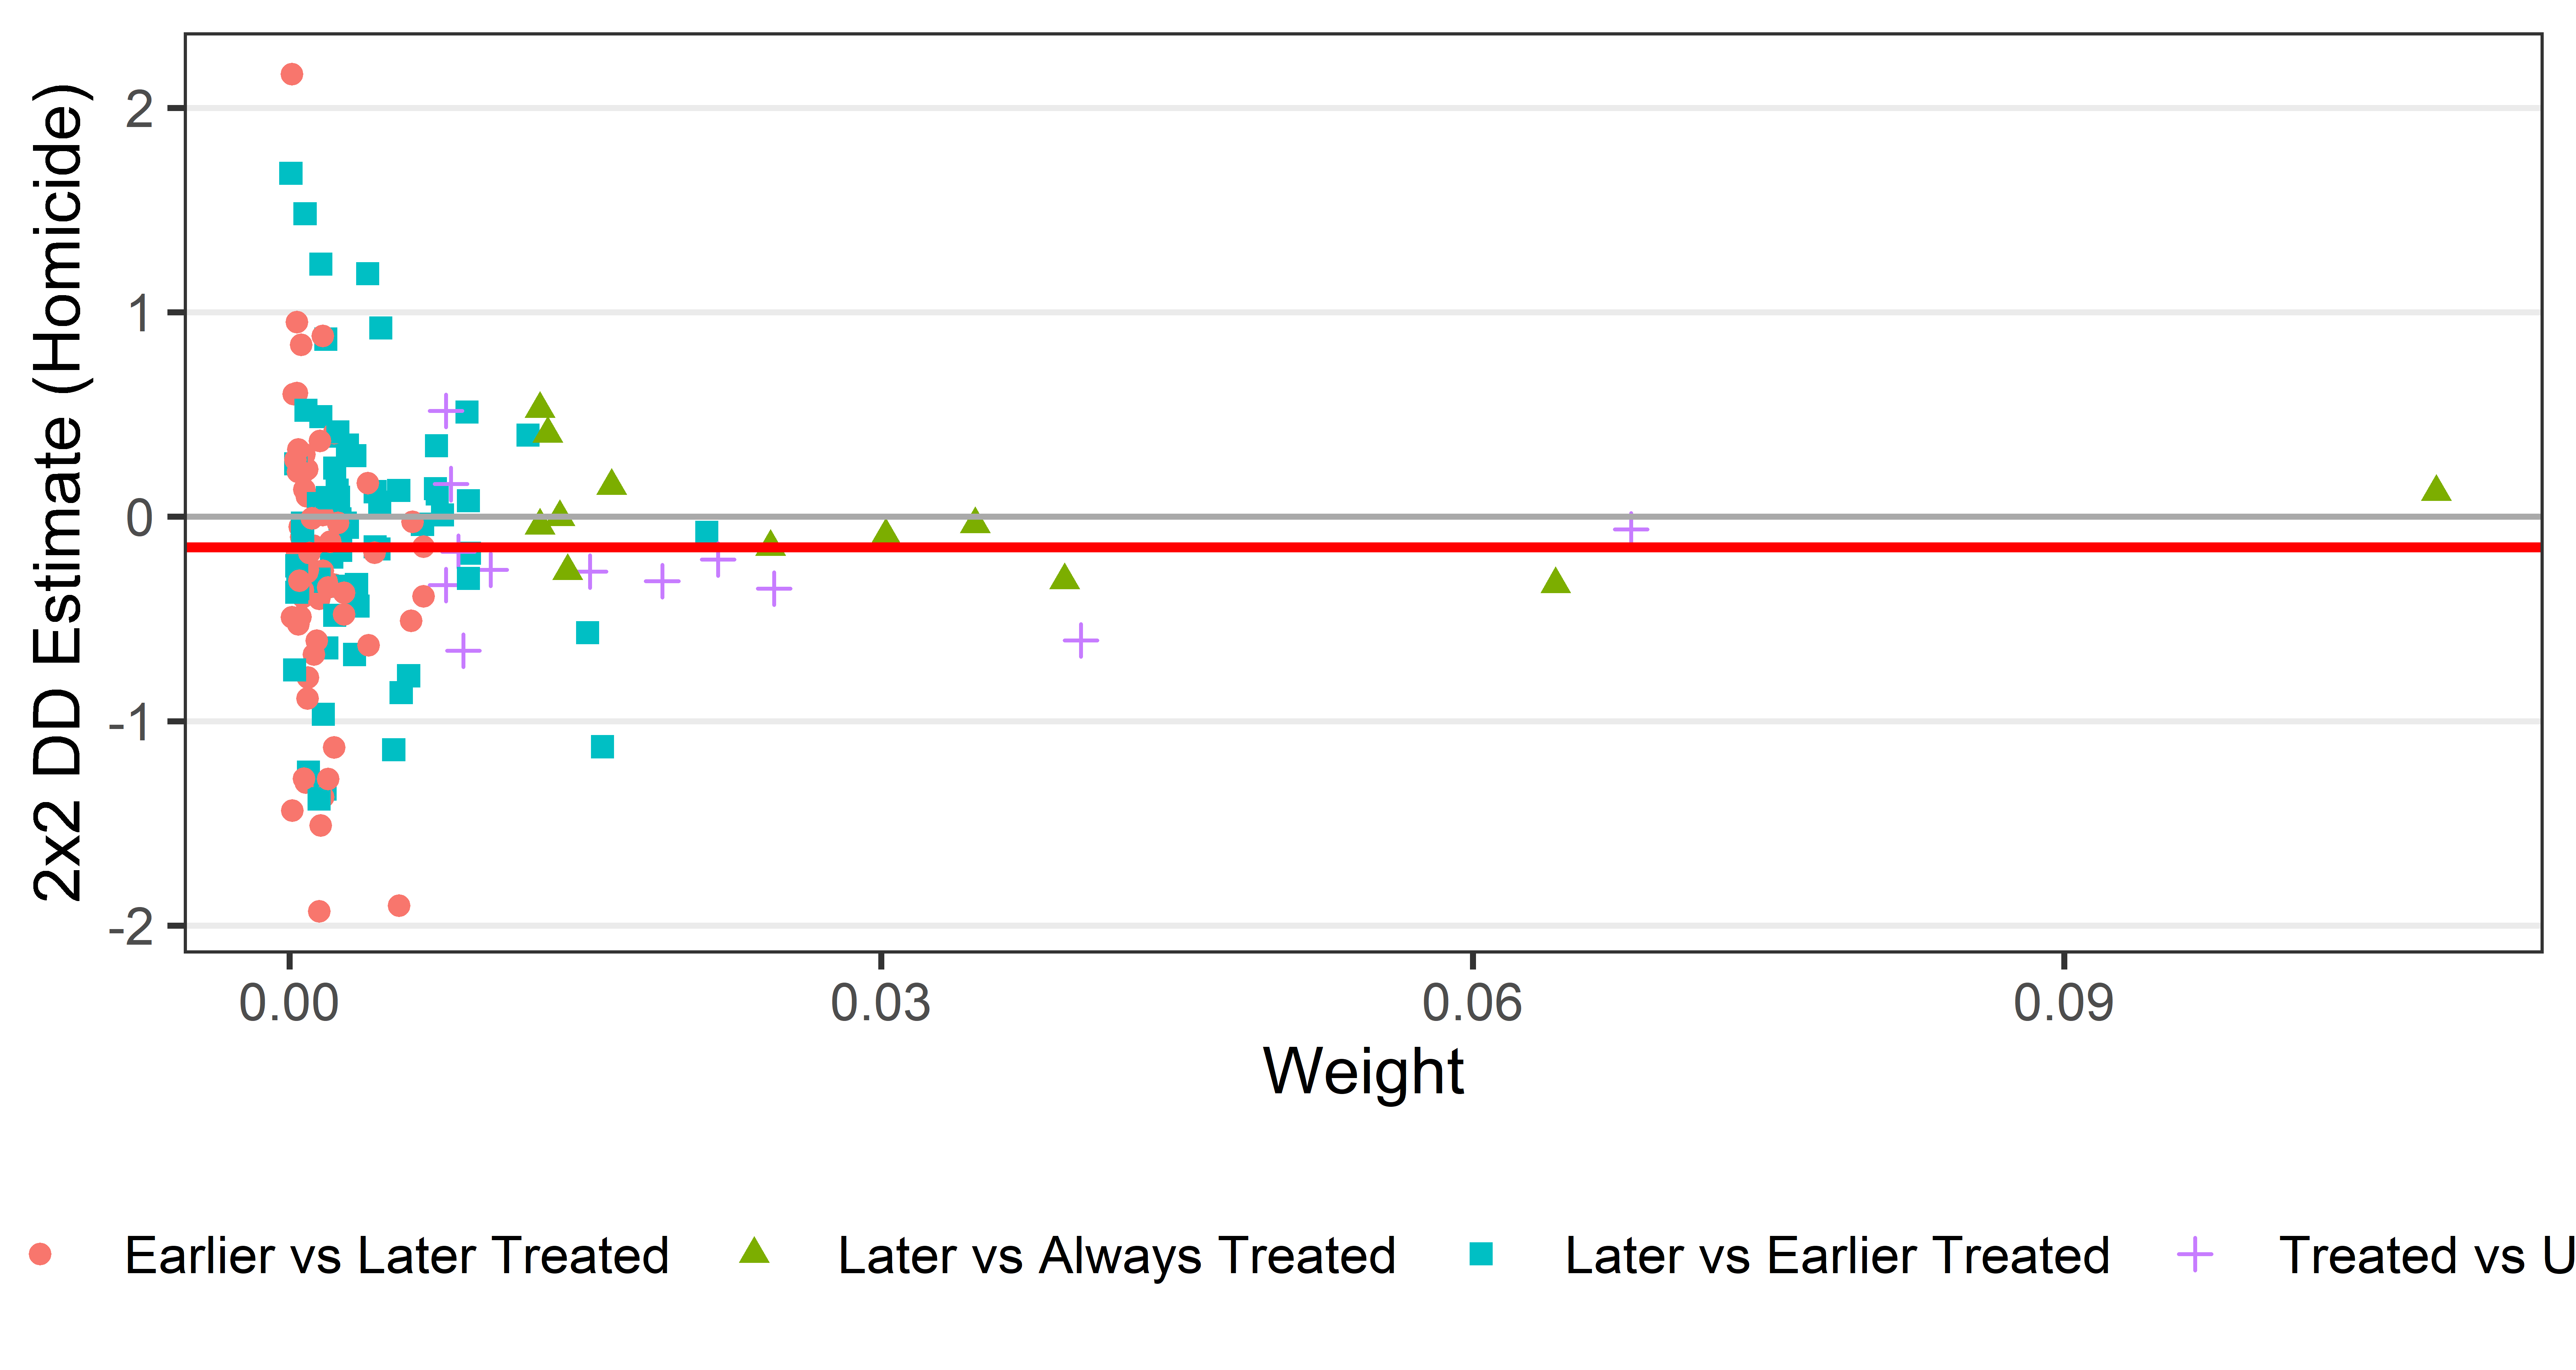 2x2 DD Estimate (Homicide)
2
1
0
-1
-2
0.00 0.03 0.06 0.09
Weight
Earlier vs Later Treated Later vs Always Treated Later vs Earlier Treated Treated vs U